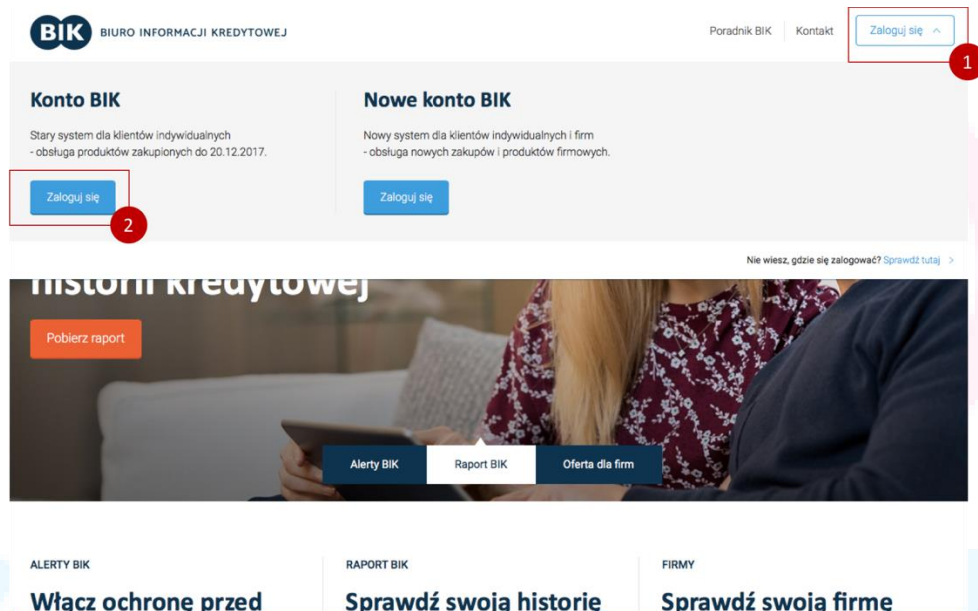 BIK BIURO INFORMACJI KREDYTOWEJ
Poradnik BIK
Kontakt
Zaloguj się
1
Konto BIK
Stary system dla klientów indywidualnych
- obsługa produktów zakupionych do 20.12.2017.
Zaloguj się
2
Nowe konto BIK
Nowy system dla klientów indywidualnych i firm
- obsługa nowych zakupów i produktów firmowych.
Zaloguj się
Nie wiesz, gdzie się zalogować? Sprawdź tutaj >
historii kredytowej
Pobierz raport
Alerty BIK
Raport BIK
Oferta dla firm
ALERTY BIK
Włącz ochronę przed
RAPORT BIK
Sprawdź swoją historię
FIRMY
Sprawdź swoją firmę